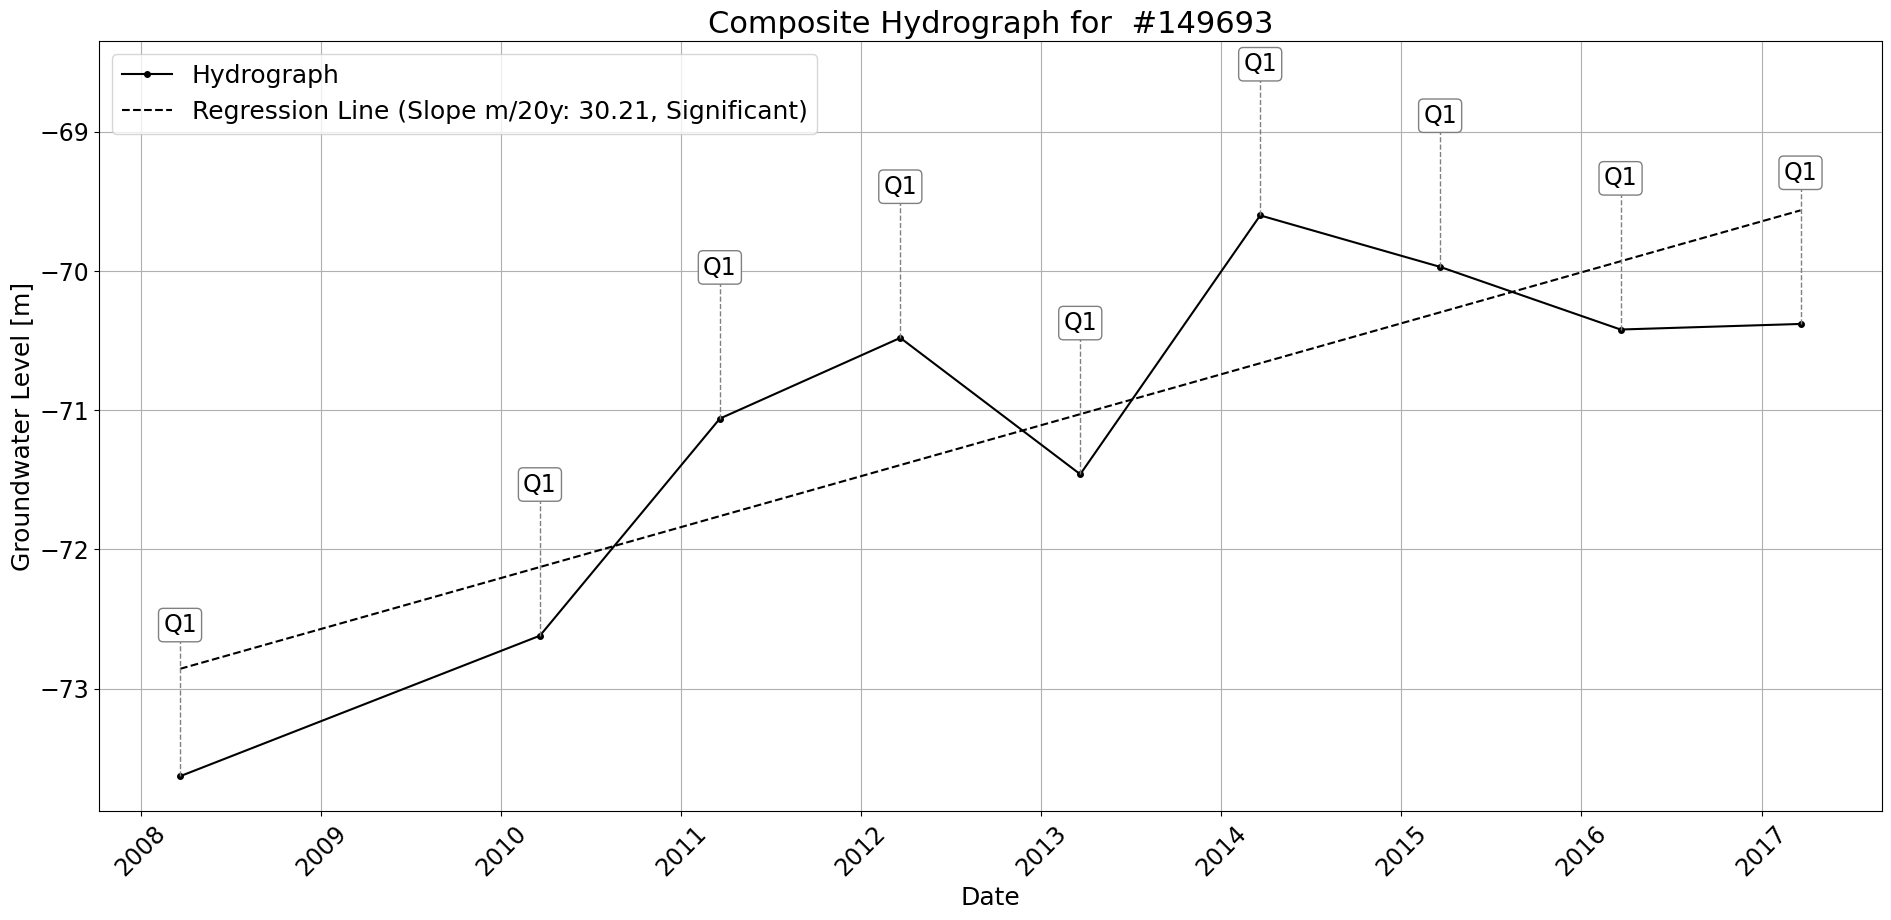 Composite Hydrograph for  #149693
Hydrograph
Regression Line (Slope m/20y: 30.21, Significant)
Q1
Q1
Q1
Q1
Q1
Q1
Q1
Q1
Q1
Groundwater Level [m]
−69
−70
−71
−72
−73
2008
2009
2010
2011
2012
2013
2014
2015
2016
2017
Date